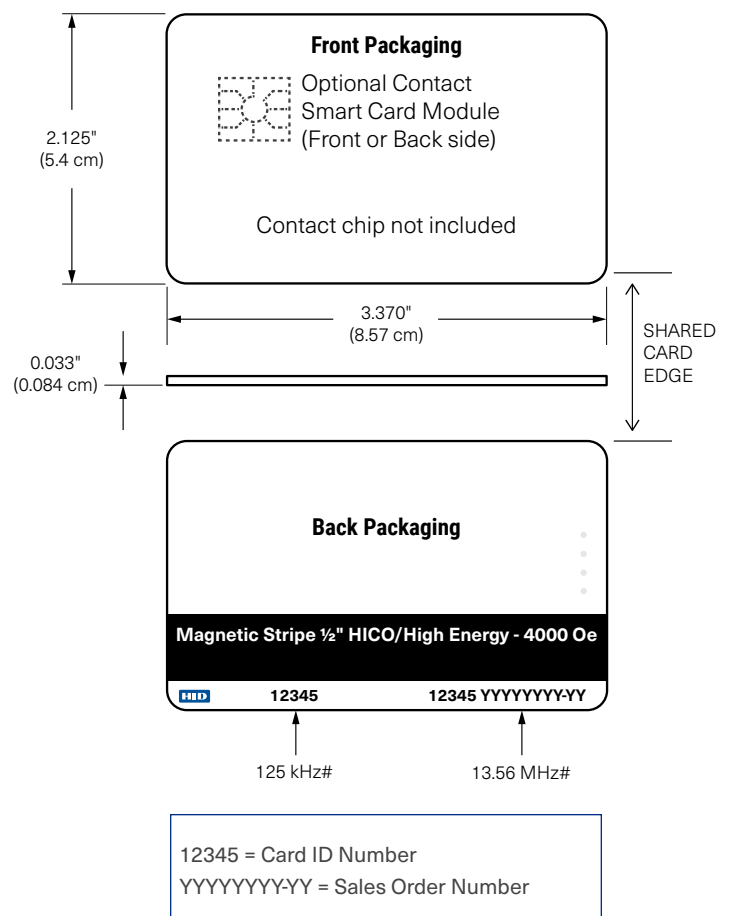 Front Packaging
Optional Contact
Smart Card Module
(Front or Back side)
2.125"
(5.4 cm)
Contact chip not included
3.370"
(8.57 cm)
SHARED
CARD
EDGE
0.033"
(0.084 cm)
Back Packaging
Magnetic Stripe ½" HICO/High Energy - 4000 Oe
HID 12345 12345 YYYYYYYY-YY
125 kHz# 13.56 MHz#
12345 = Card ID Number
YYYYYYYY-YY = Sales Order Number